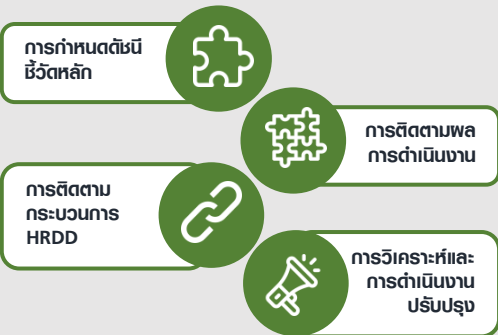 การกำหนดดัชนี
ชี้วัดหลัก
การติดตามผล
การดำเนินงาน
การติดตาม
กระบวนการ
HRDD
การวิเคราะห์และ
การดำเนินงาน
ปรับปรุง